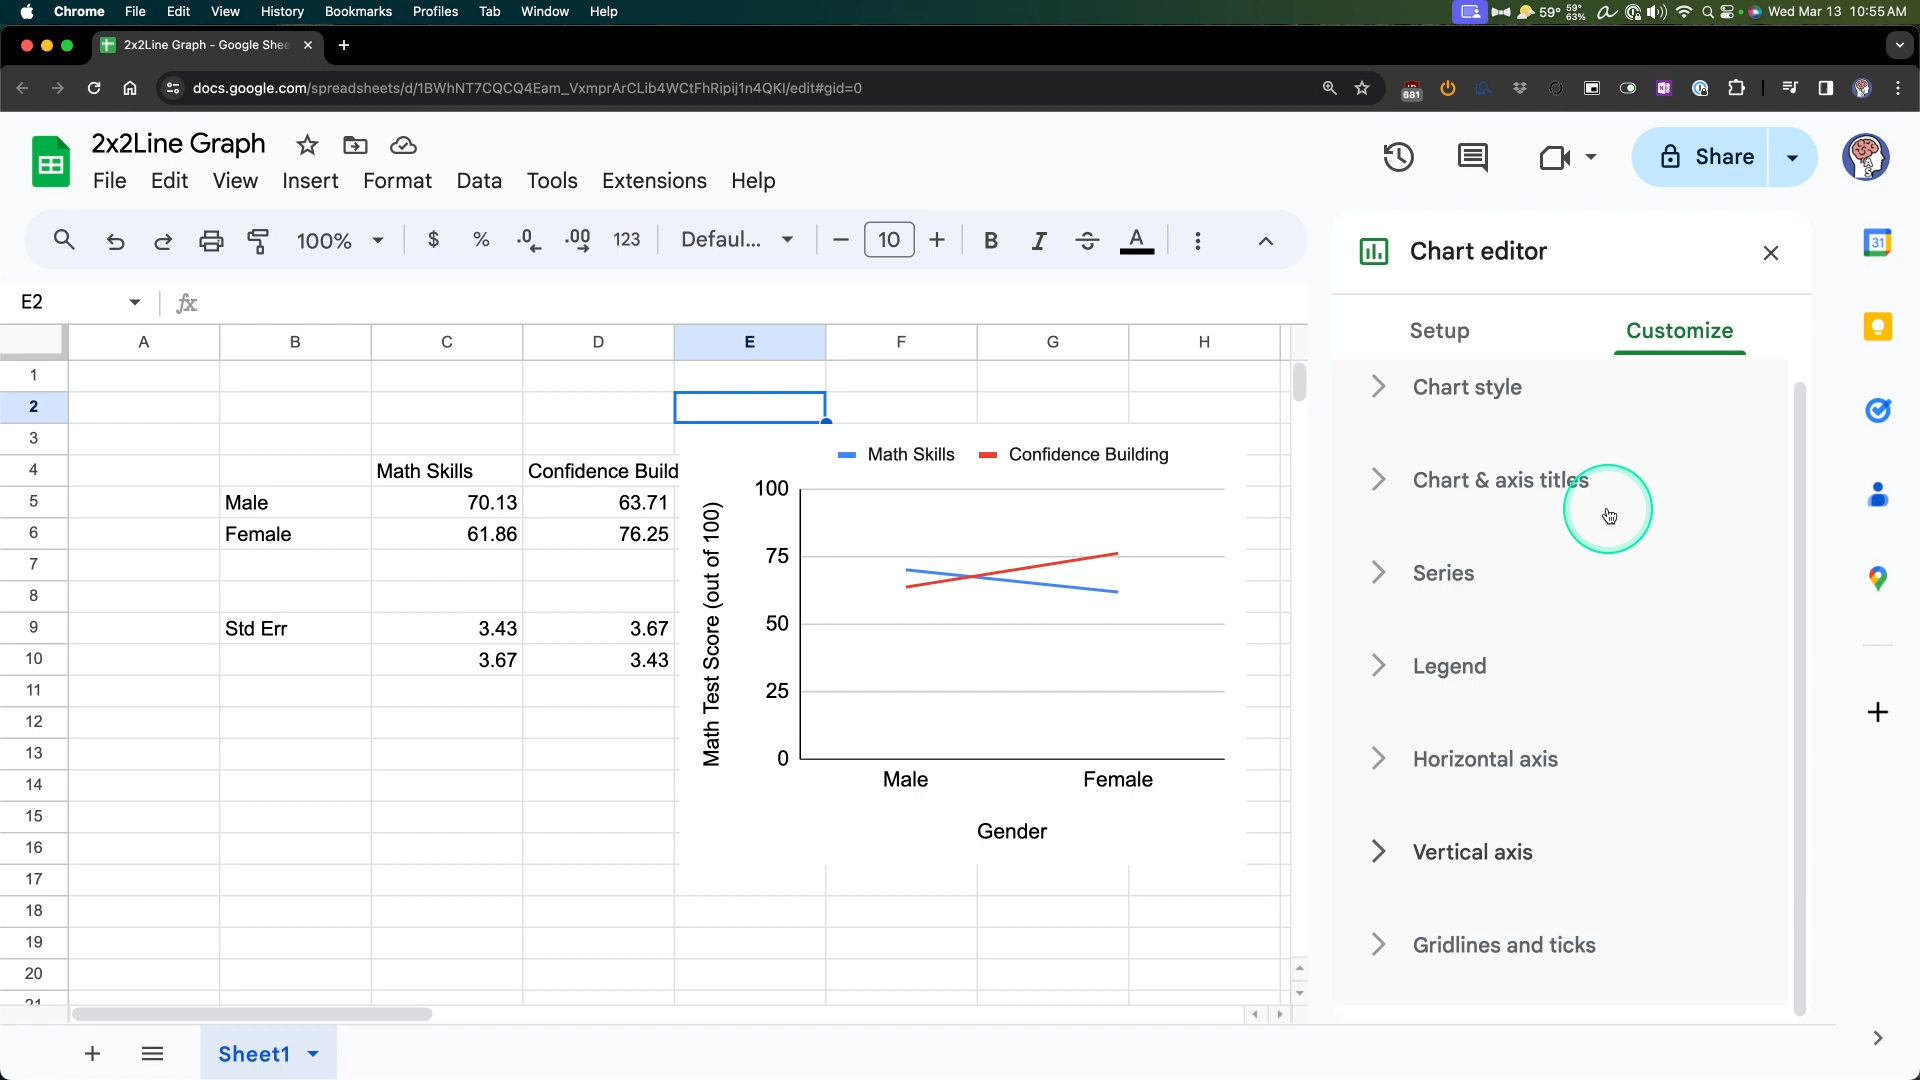 Chrome File Edit View History Bookmarks Profiles Tab Window Help
59° 59° 63% Wed Mar 13 10:55 AM
2x2Line Graph - Google Shee
docs.google.com/spreadsheets/d/1BWhNT7CQCQ4Eam_VxmprArCLib4WCtFhRipij1n4QKI/edit#gid=0
681
2x2Line Graph
Share
File Edit View Insert Format Data Tools Extensions Help
100% $ % .0 .00 123 Defaul... 10 B I S A
Chart editor
31
E2 fx
Setup Customize
A B C D E F G H
1
2
3
4 Math Skills Confidence Build
5 Male 70.13 63.71
6 Female 61.86 76.25
7
8
9 Std Err 3.43 3.67
10 3.67 3.43
11
12
13
14
15
16
17
18
19
20
21
Math Skills Confidence Building
Math Test Score (out of 100)
100
75
50
25
0
Male Female
Gender
Chart style
Chart & axis titles
Series
Legend
Horizontal axis
Vertical axis
Gridlines and ticks
Sheet1